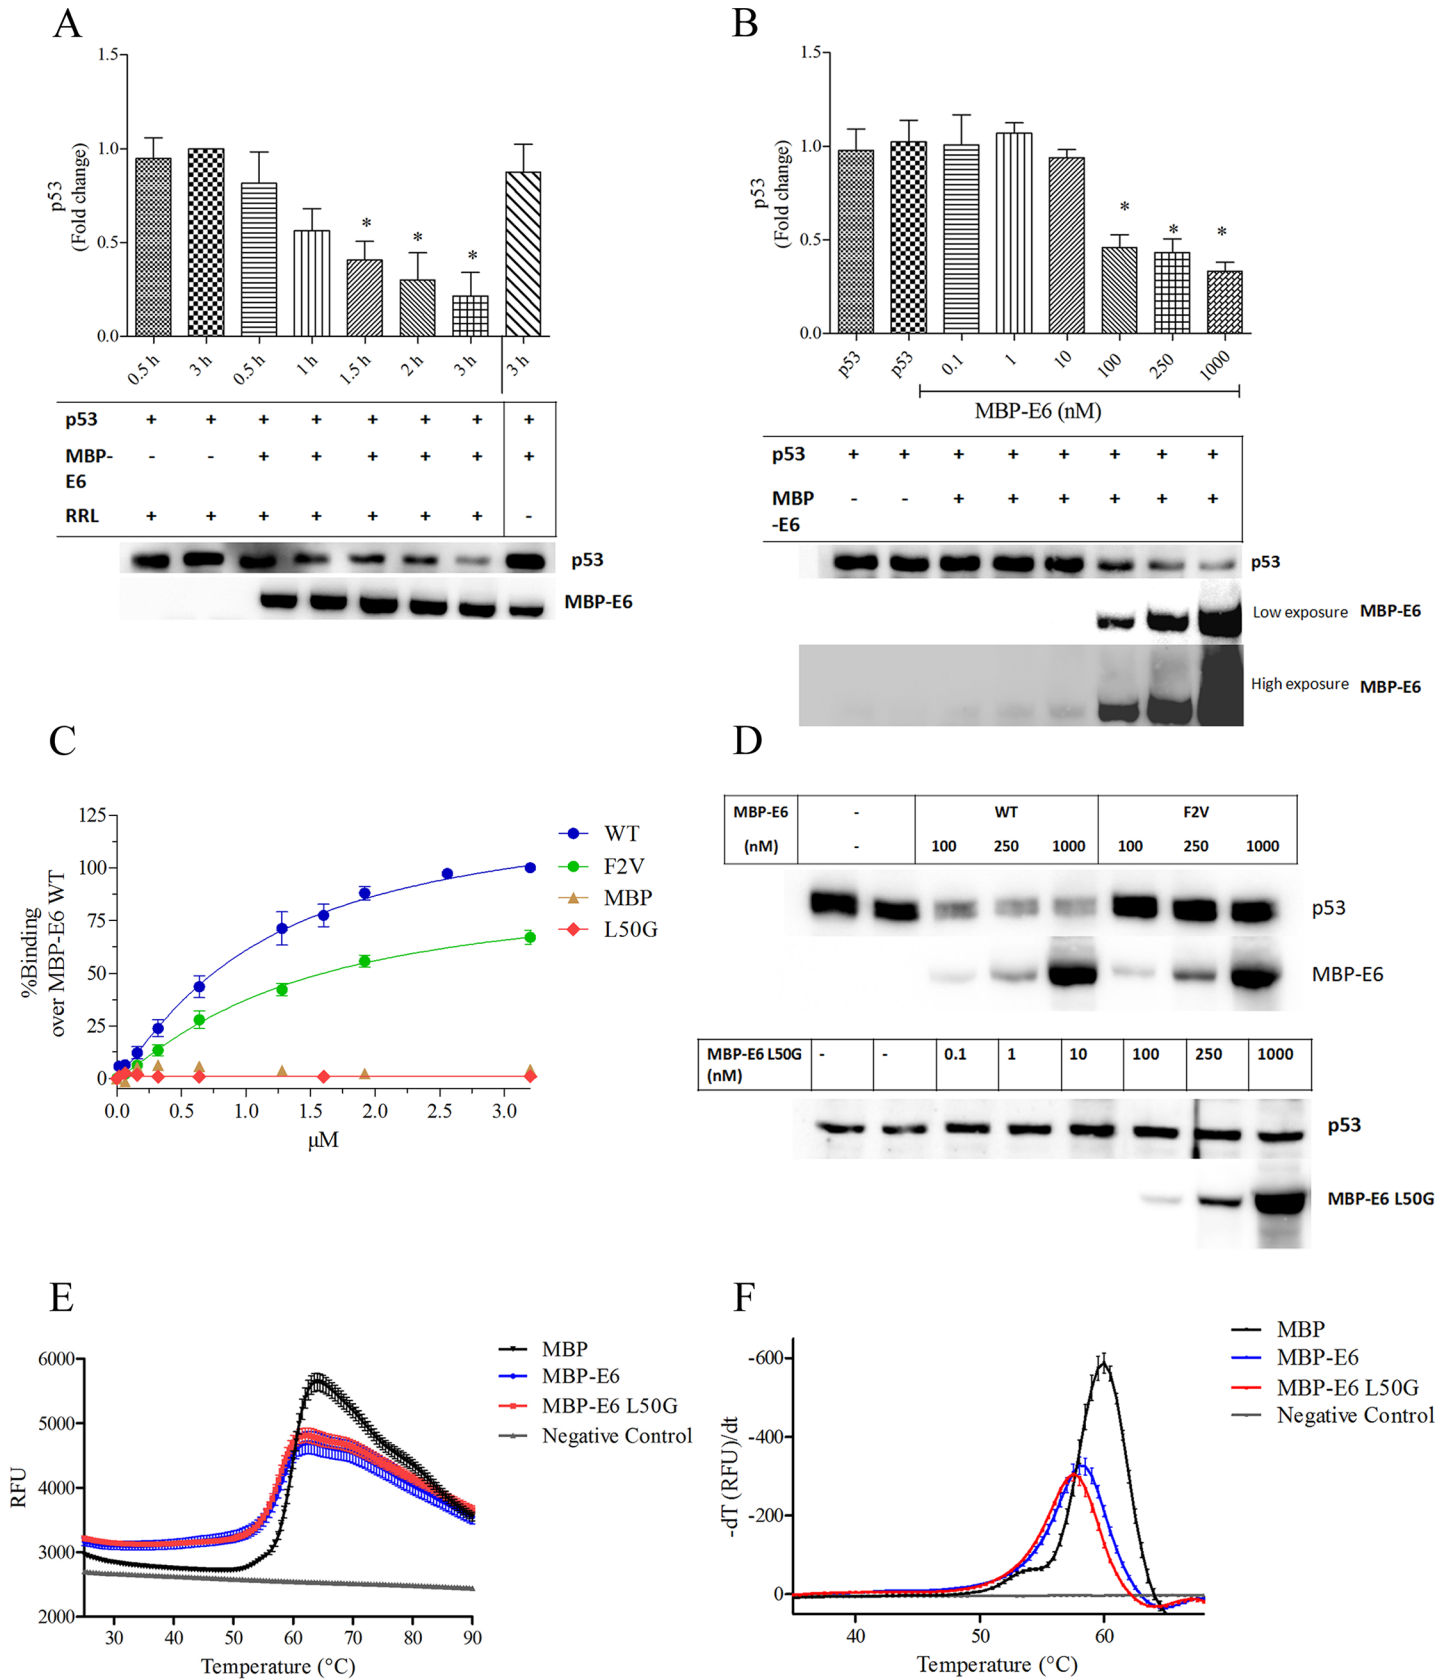 A
1.5
1.0
0.5
0.0
p53
(Fold change)
*
*
*
0.5 h
3 h
0.5 h
1 h
1.5 h
2 h
3 h
3 h
p53 + + + + + + + +
MBP-E6 - - + + + + + +
RRL + + + + + + + -
p53
MBP-E6
B
1.5
1.0
0.5
0.0
p53
(Fold change)
*
*
*
p53
p53
0.1
1
10
100
250
1000
MBP-E6 (nM)
p53 + + + + + + + +
MBP
-E6 - - + + + + + +
p53
Low exposure MBP-E6
High exposure MBP-E6
C
125
100
75
50
25
0
%Binding
over MBP-E6 WT
0.0 0.5 1.0 1.5 2.0 2.5 3.0
µM
WT
F2V
MBP
L50G
D
MBP-E6 - WT F2V
(nM) - 100 250 1000 100 250 1000
p53
MBP-E6
MBP-E6 L50G - - 0.1 1 10 100 250 1000
(nM)
p53
MBP-E6 L50G
E
6000
5000
4000
3000
2000
RFU
30 40 50 60 70 80 90
Temperature (°C)
MBP
MBP-E6
MBP-E6 L50G
Negative Control
F
-600
-400
-200
0
-dT (RFU)/dt
40 50 60
Temperature (°C)
MBP
MBP-E6
MBP-E6 L50G
Negative Control